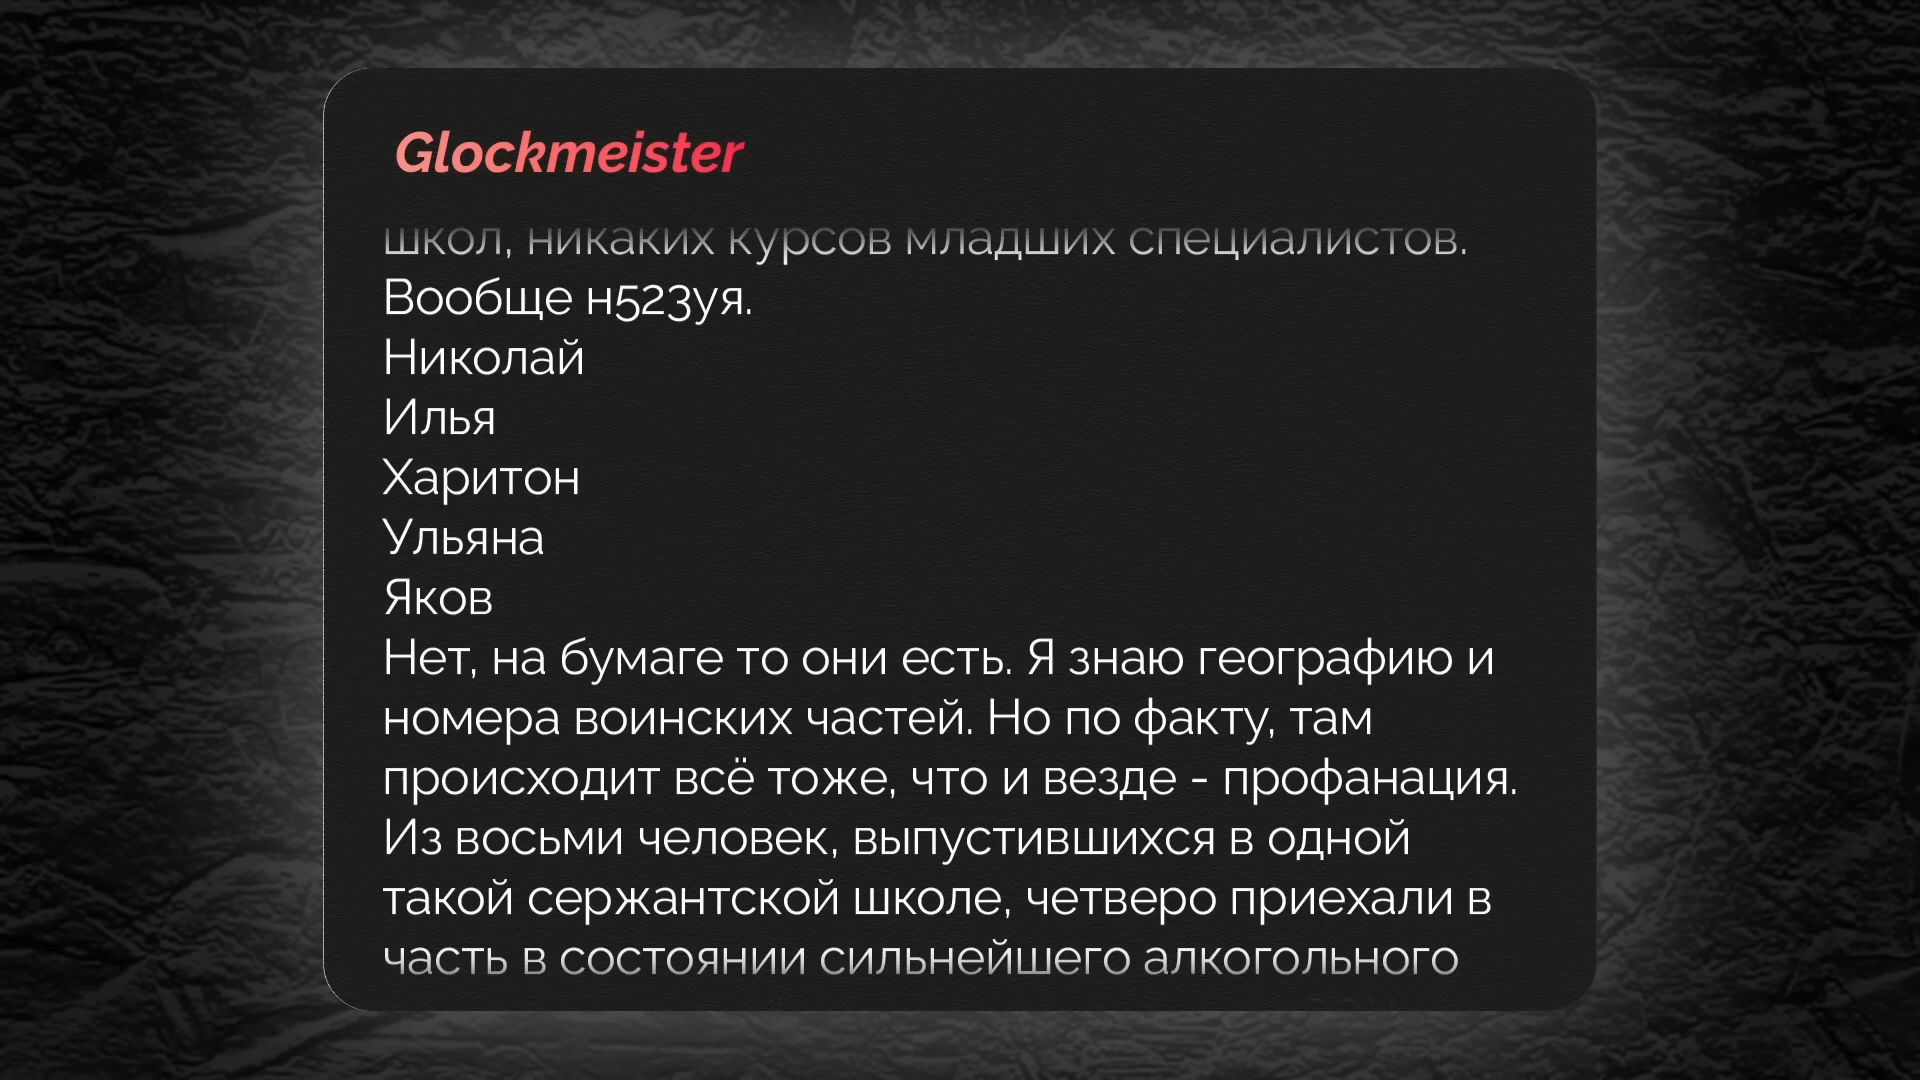 Glockmeister
школ, никаких курсов младших специалистов.
Вообще н523уя.
Николай
Илья
Харитон
Ульяна
Яков
Нет, на бумаге то они есть. Я знаю географию и
номера воинских частей. Но по факту, там
происходит всё тоже, что и везде - профанация.
Из восьми человек, выпустившихся в одной
такой сержантской школе, четверо приехали в
часть в состоянии сильнейшего алкогольного